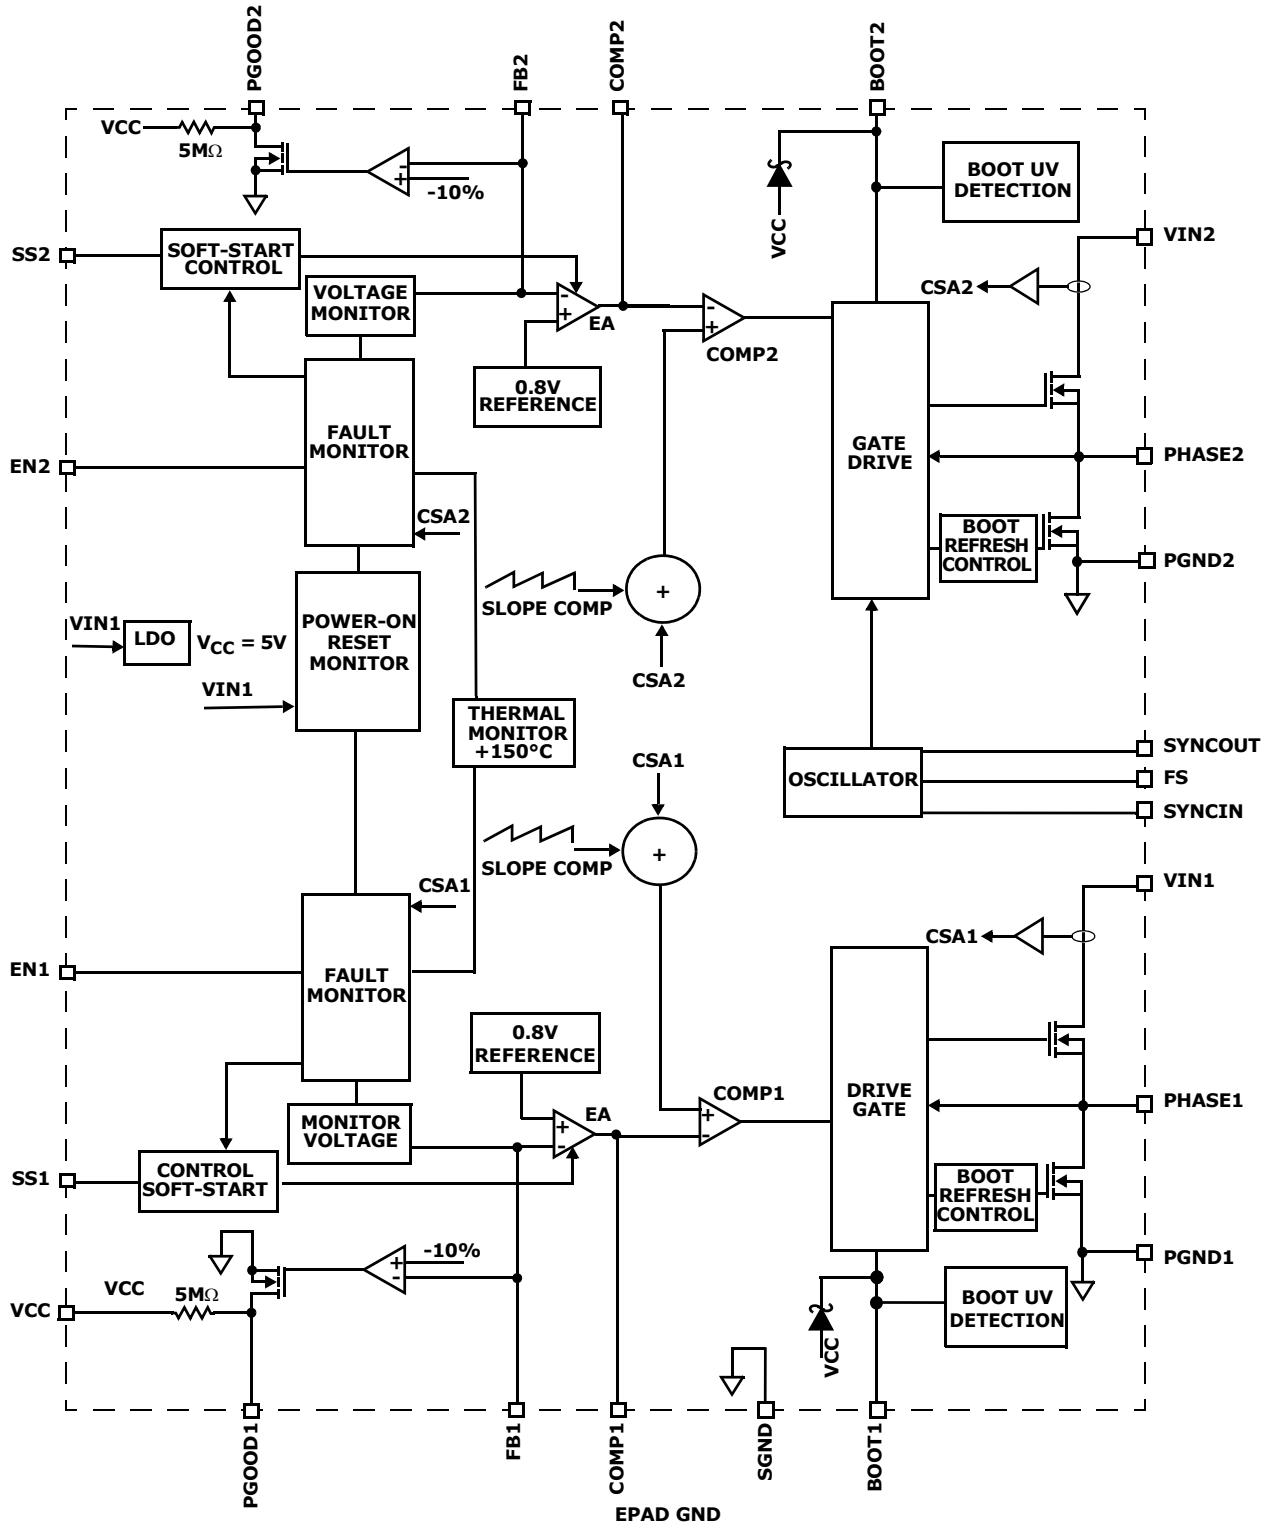 PGOOD2
FB2
COMP2
BOOT2
VCC
5MΩ
-
+
-10%
VCC
BOOT UV
DETECTION
SS2
SOFT-START
CONTROL
VIN2
VOLTAGE
MONITOR
-
+
EA
-
+
COMP2
CSA2
0.8V
REFERENCE
FAULT
MONITOR
GATE
DRIVE
EN2
PHASE2
CSA2
BOOT
REFRESH
CONTROL
PGND2
SLOPE COMP
+
CSA2
VIN1
LDO
VCC = 5V
POWER-ON
RESET
MONITOR
VIN1
THERMAL
MONITOR
+150°C
CSA1
OSCILLATOR
SYNCOUT
FS
SYNCIN
SLOPE COMP
+
CSA1
VIN1
CSA1
EN1
FAULT
MONITOR
0.8V
REFERENCE
COMP1
+
-
DRIVE
GATE
PHASE1
EA
+
-
MONITOR
VOLTAGE
SS1
CONTROL
SOFT-START
BOOT
REFRESH
CONTROL
PGND1
-10%
+
-
VCC
VCC
5MΩ
VCC
BOOT UV
DETECTION
PGOOD1
FB1
COMP1
SGND
BOOT1
EPAD GND